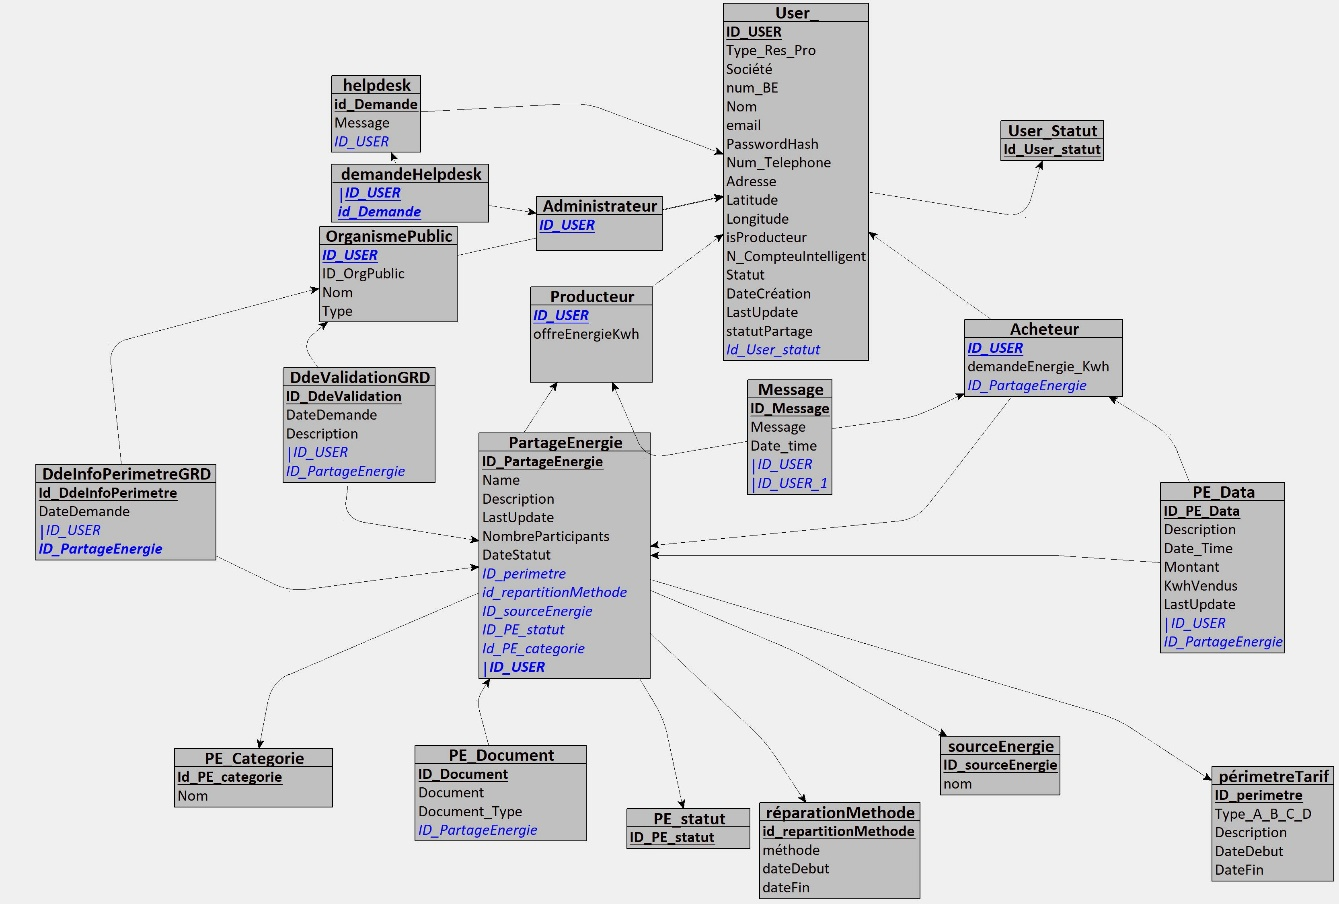 User_
ID_USER
Type_Res_Pro
Société
num_BE
Nom
email
PasswordHash
Num_Telephone
Adresse
Latitude
Longitude
isProducteur
N_CompteuIntelligent
Statut
DateCréation
LastUpdate
statutPartage
Id_User_statut
helpdesk
id_Demande
Message
ID_USER
User_Statut
Id_User_statut
demandeHelpdesk
|ID_USER
id_Demande
Administrateur
ID_USER
OrganismePublic
ID_USER
ID_OrgPublic
Nom
Type
Producteur
ID_USER
offreEnergieKwh
Acheteur
ID_USER
demandeEnergie_Kwh
ID_PartageEnergie
DdeValidationGRD
ID_DdeValidation
DateDemande
Description
|ID_USER
ID_PartageEnergie
Message
ID_Message
Message
Date_time
|ID_USER
|ID_USER_1
PartageEnergie
ID_PartageEnergie
Name
Description
LastUpdate
NombreParticipants
DateStatut
ID_perimetre
id_repartitionMethode
ID_sourceEnergie
ID_PE_statut
Id_PE_categorie
|ID_USER
DdeInfoPerimetreGRD
Id_DdeInfoPerimetre
DateDemande
|ID_USER
ID_PartageEnergie
PE_Data
ID_PE_Data
Description
Date_Time
Montant
KwhVendus
LastUpdate
|ID_USER
ID_PartageEnergie
PE_Categorie
Id_PE_categorie
Nom
PE_Document
ID_Document
Document
Document_Type
ID_PartageEnergie
PE_statut
ID_PE_statut
réparationMethode
id_repartitionMethode
méthode
dateDebut
dateFin
sourceEnergie
ID_sourceEnergie
nom
périmetreTarif
ID_perimetre
Type_A_B_C_D
Description
DateDebut
DateFin